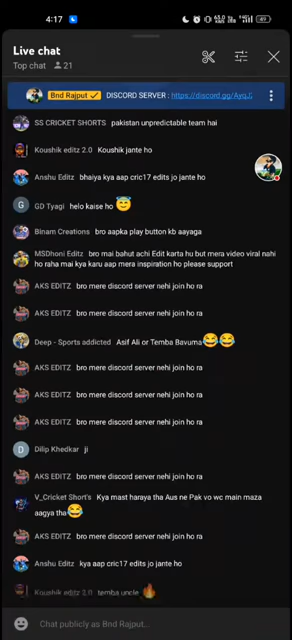 4:17
49
Live chat
Top chat 21
Bnd Rajput DISCORD SERVER :
SS CRICKET SHORTS pakistan unpredictable team hai
Koushik editz 2.0 Koushik jante ho
Anshu Editz bhaiya kya aap cric17 edits jo jante ho
G GD Tyagi helo kaise ho 😇
Binam Creations bro aapka play button kb aayaga
MSDhoni Editz bro mai bahut achi Edit karta hu but mera video viral nahi
ho raha mai kya karu aap mera inspiration ho please support
AKS EDITZ bro mere discord server nehi join ho ra
AKS EDITZ bro mere discord server nehi join ho ra
Deep - Sports addicted Asif Ali or Temba Bavuma😂😂
AKS EDITZ bro mere discord server nehi join ho ra
AKS EDITZ bro mere discord server nehi join ho ra
AKS EDITZ bro mere discord server nehi join ho ra
D Dilip Khedkar ji
AKS EDITZ bro mere discord server nehi join ho ra
V_Cricket Short's Kya mast haraya tha Aus ne Pak vo wc main maza
aagya tha😂
AKS EDITZ bro mere discord server nehi join ho ra
Anshu Editz kya aap cric17 edits jo jante ho
Koushik editz 2.0 temba uncle 🔥
Chat publicly as Bnd Rajput...